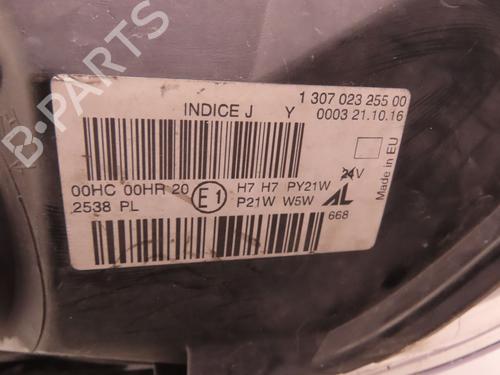 B-PARTS
INDICE J Y 1 307 023 255 00
0003 21.10.16
24V
Made in EU
00HC 00HR 20 E1 H7 H7 PY21W
2538 PL P21W W5W AL
668